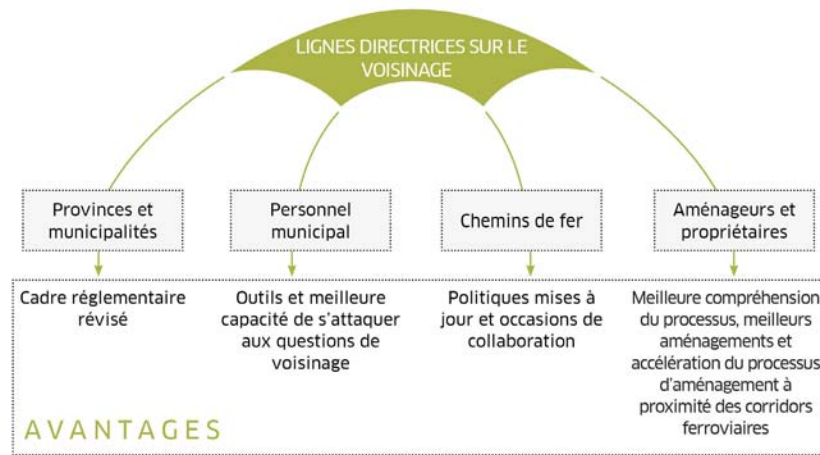 LIGNES DIRECTRICES SUR LE
VOISINAGE
Provinces et
municipalités
Personnel
municipal
Chemins de fer
Aménageurs et
propriétaires
Cadre réglementaire
révisé
Outils et meilleure
capacité de s'attaquer
aux questions de
voisinage
Politiques mises à
jour et occasions de
collaboration
Meilleure compréhension
du processus, meilleurs
aménagements et
accélération du processus
d'aménagement à
proximité des corridors
ferroviaires
AVANTAGES